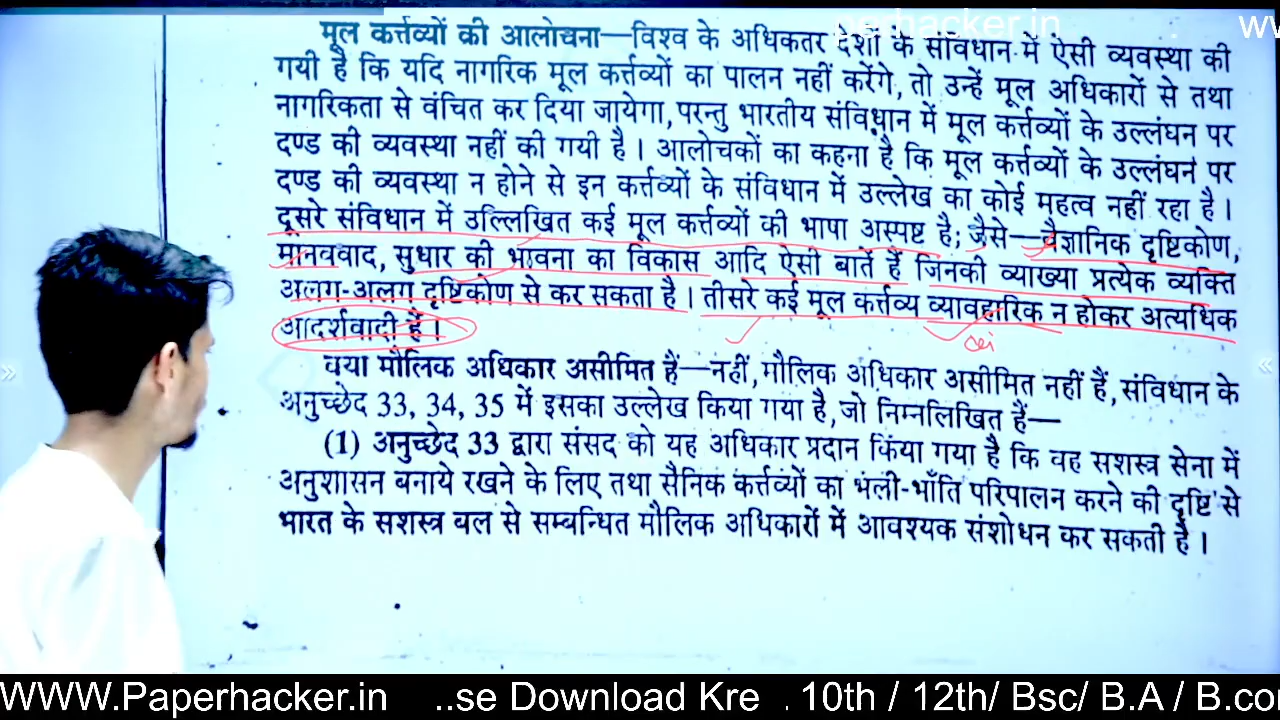 perhacker.in
मूल कर्त्तव्यों की आलोचना—विश्व के अधिकतर देशों के संविधान में ऐसी व्यवस्था की
गयी है कि यदि नागरिक मूल कर्त्तव्यों का पालन नहीं करेंगे, तो उन्हें मूल अधिकारों से तथा
नागरिकता से वंचित कर दिया जायेगा, परन्तु भारतीय संविधान में मूल कर्त्तव्यों के उल्लंघन पर
दण्ड की व्यवस्था नहीं की गयी है। आलोचकों का कहना है कि मूल कर्त्तव्यों के उल्लंघन पर
दण्ड की व्यवस्था न होने से इन कर्त्तव्यों के संविधान में उल्लेख का कोई महत्व नहीं रहा है।
दूसरे संविधान में उल्लिखित कई मूल कर्त्तव्यों की भाषा अस्पष्ट है; जैसे—वैज्ञानिक दृष्टिकोण,
मानववाद, सुधार की भावना का विकास आदि ऐसी बातें हैं जिनकी व्याख्या प्रत्येक व्यक्ति
अलग-अलग दृष्टिकोण से कर सकता है। तीसरे कई मूल कर्त्तव्य व्यावहारिक न होकर अत्यधिक
आदर्शवादी हैं।
क्या मौलिक अधिकार असीमित हैं—नहीं, मौलिक अधिकार असीमित नहीं हैं, संविधान के
अनुच्छेद 33, 34, 35 में इसका उल्लेख किया गया है, जो निम्नलिखित हैं—
(1) अनुच्छेद 33 द्वारा संसद को यह अधिकार प्रदान किया गया है कि वह सशस्त्र सेना में
अनुशासन बनाये रखने के लिए तथा सैनिक कर्त्तव्यों का भली-भाँति परिपालन करने की दृष्टि से
भारत के सशस्त्र बल से सम्बन्धित मौलिक अधिकारों में आवश्यक संशोधन कर सकती है।
WWW.Paperhacker.in ..se Download Kre . 10th / 12th/ Bsc/ B.A / B.co